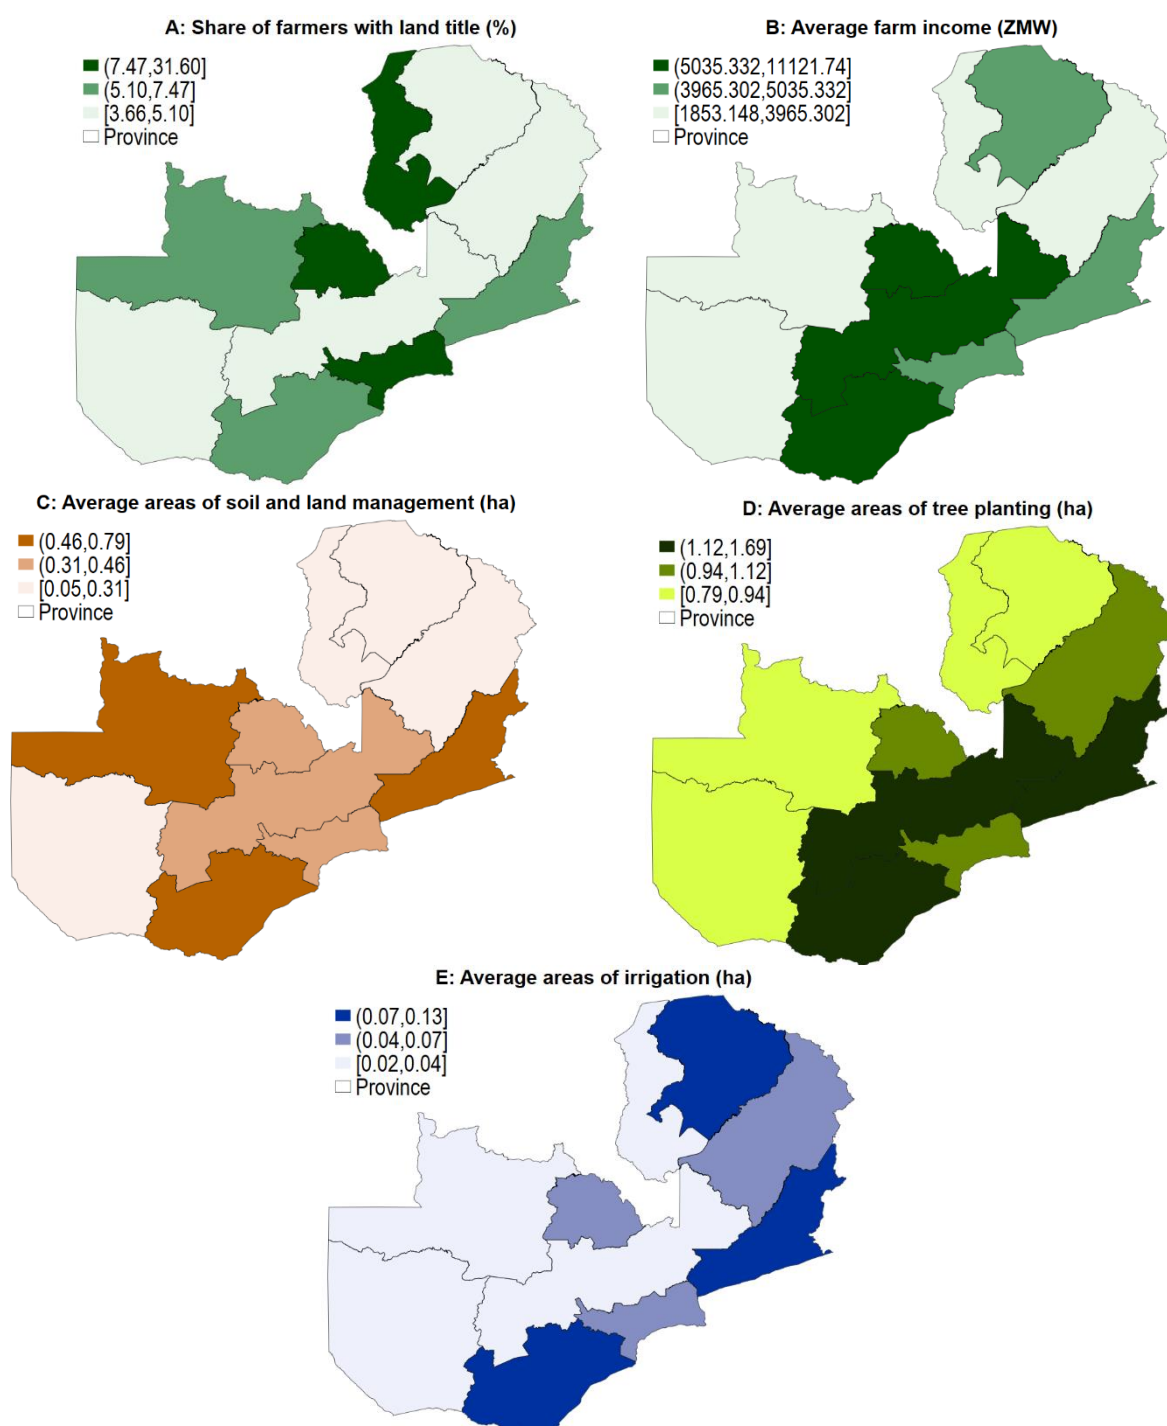 A: Share of farmers with land title (%)
(7.47,31.60]
(5.10,7.47]
[3.66,5.10]
Province
B: Average farm income (ZMW)
(5035.332,11121.74]
(3965.302,5035.332]
[1853.148,3965.302]
Province
C: Average areas of soil and land management (ha)
(0.46,0.79]
(0.31,0.46]
[0.05,0.31]
Province
D: Average areas of tree planting (ha)
(1.12,1.69]
(0.94,1.12]
[0.79,0.94]
Province
E: Average areas of irrigation (ha)
(0.07,0.13]
(0.04,0.07]
[0.02,0.04]
Province